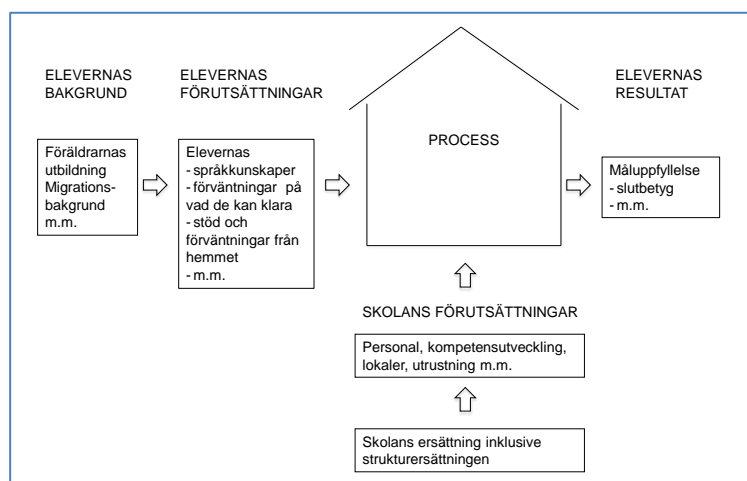 ELEVERNAS
BAKGRUND
Föräldrarnas
utbildning
Migrations-
bakgrund
m.m.
ELEVERNAS
FÖRUTSÄTTNINGAR
Elevernas
- språkkunskaper
- förväntningar på
vad de kan klara
- stöd och
förväntningar från
hemmet
- m.m.
PROCESS
ELEVERNAS
RESULTAT
Måluppfyllelse
- slutbetyg
- m.m.
SKOLANS FÖRUTSÄTTNINGAR
Personal, kompetensutveckling,
lokaler, utrustning m.m.
Skolans ersättning inklusive
strukturersättningen